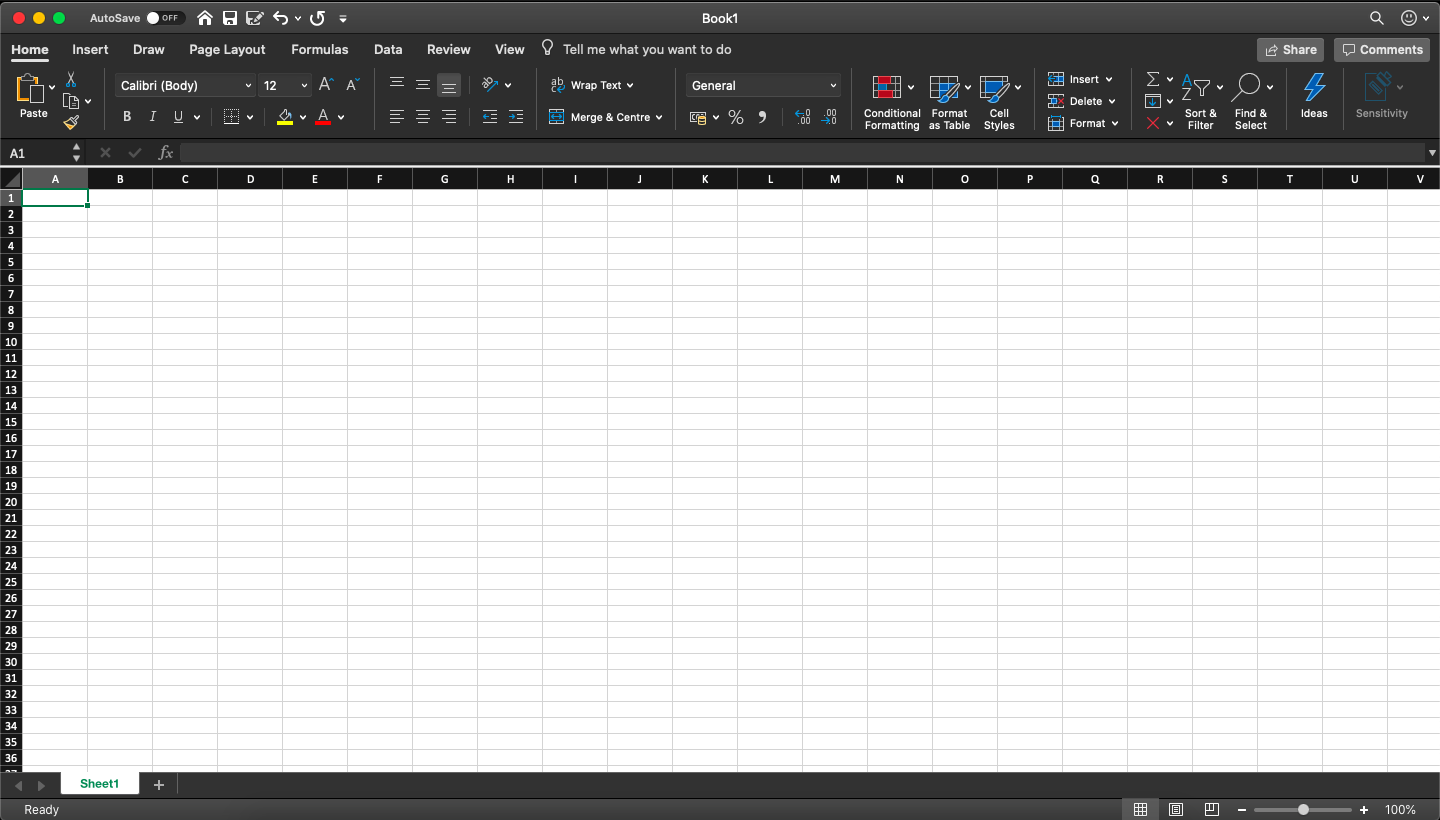 AutoSave OFF Book1
Home Insert Draw Page Layout Formulas Data Review View Tell me what you want to do Share Comments
Paste
Calibri (Body) 12
B I U
A A A
ab Wrap Text
Merge & Centre
General
% .00 .00
Conditional Formatting
Format as Table
Cell Styles
Insert
Delete
Format
Sort & Filter
Find & Select
Ideas
Sensitivity
A1 fx
A B C D E F G H I J K L M N O P Q R S T U V
1
2
3
4
5
6
7
8
9
10
11
12
13
14
15
16
17
18
19
20
21
22
23
24
25
26
27
28
29
30
31
32
33
34
35
36
Sheet1 +
Ready 100%